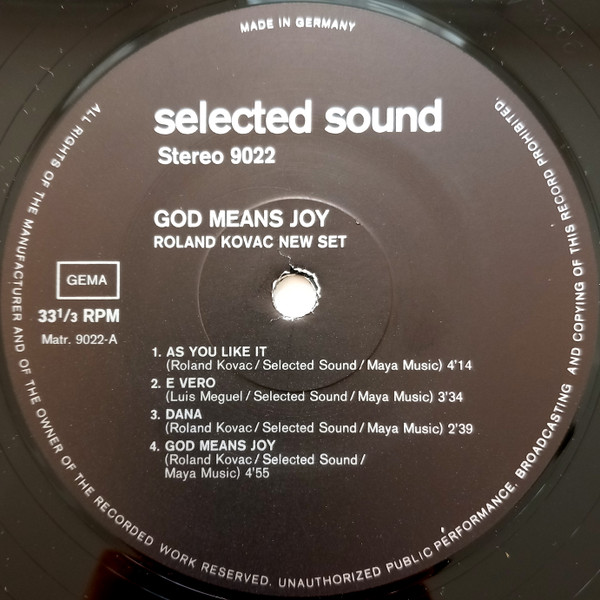 MADE IN GERMANY
selected sound
Stereo 9022
GOD MEANS JOY
ROLAND KOVAC NEW SET
GEMA
33 1/3 RPM
Matr. 9022-A
1. AS YOU LIKE IT
(Roland Kovac/Selected Sound/Maya Music) 4'14
2. E VERO
(Luis Meguel/Selected Sound/Maya Music) 3'34
3. DANA
(Roland Kovac/Selected Sound/Maya Music) 2'39
4. GOD MEANS JOY
(Roland Kovac/Selected Sound/
Maya Music) 4'55
ALL RIGHTS OF THE MANUFACTURER AND OF THE OWNER OF THE RECORDED WORK RESERVED. UNAUTHORIZED PUBLIC PERFORMANCE, BROADCASTING AND COPYING OF THIS RECORD PROHIBITED.